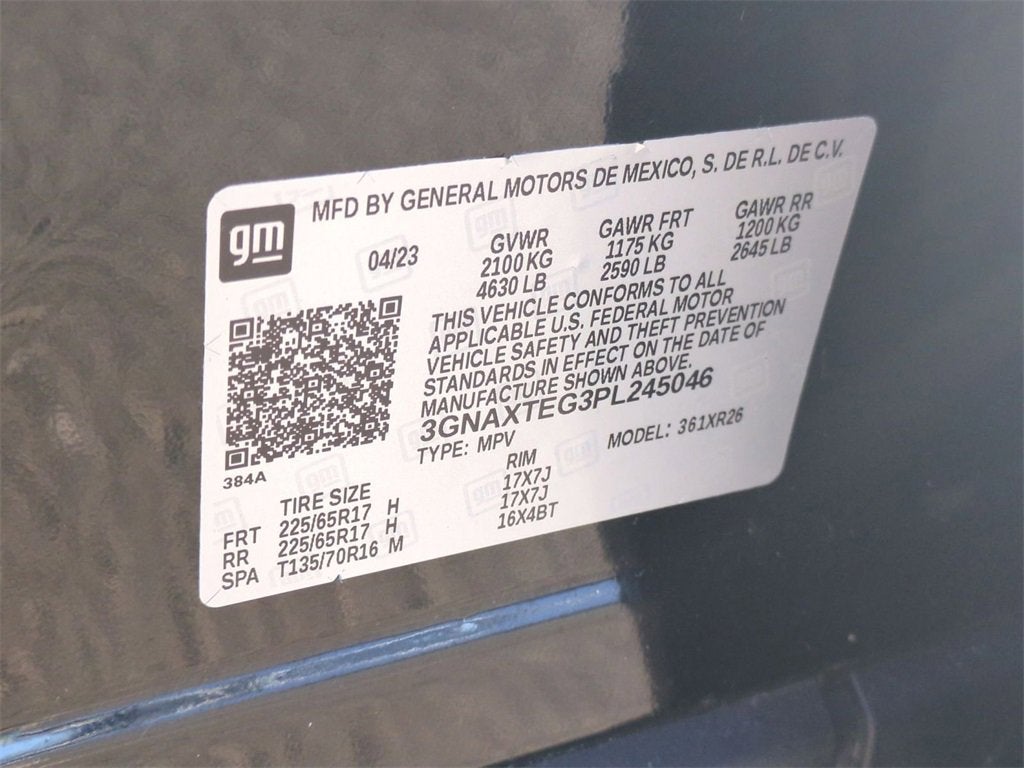 gm
MFD BY GENERAL MOTORS DE MEXICO, S. DE R.L. DE C.V.
04/23
GVWR
2100 KG
4630 LB
GAWR FRT
1175 KG
2590 LB
GAWR RR
1200 KG
2645 LB
THIS VEHICLE CONFORMS TO ALL
APPLICABLE U.S. FEDERAL MOTOR
VEHICLE SAFETY AND THEFT PREVENTION
STANDARDS IN EFFECT ON THE DATE OF
MANUFACTURE SHOWN ABOVE.
3GNAXTEG3PL245046
TYPE: MPV MODEL: 361XR26
384A
TIRE SIZE RIM
FRT 225/65R17 H 17X7J
RR 225/65R17 H 17X7J
SPA T135/70R16 M 16X4BT